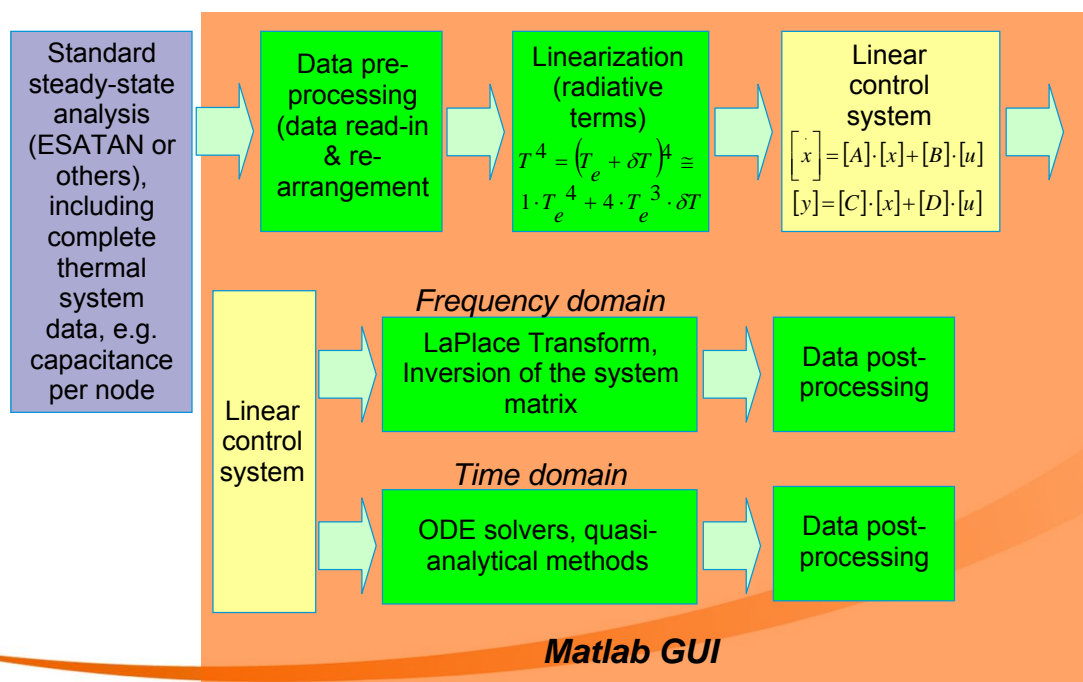 Standard
steady-state
analysis
(ESATAN or
others),
including
complete
thermal
system
data, e.g.
capacitance
per node
Data pre-
processing
(data read-in
& re-
arrangement
Linearization
(radiative
terms)
T^4 = (T_e + δT)^4 ≅
1 · T_e^4 + 4 · T_e^3 · δT
Linear
control
system
[ẋ] = [A]·[x]+[B]·[u]
[y]=[C]·[x]+[D]·[u]
Linear
control
system
Frequency domain
LaPlace Transform,
Inversion of the system
matrix
Data post-
processing
Time domain
ODE solvers, quasi-
analytical methods
Data post-
processing
Matlab GUI